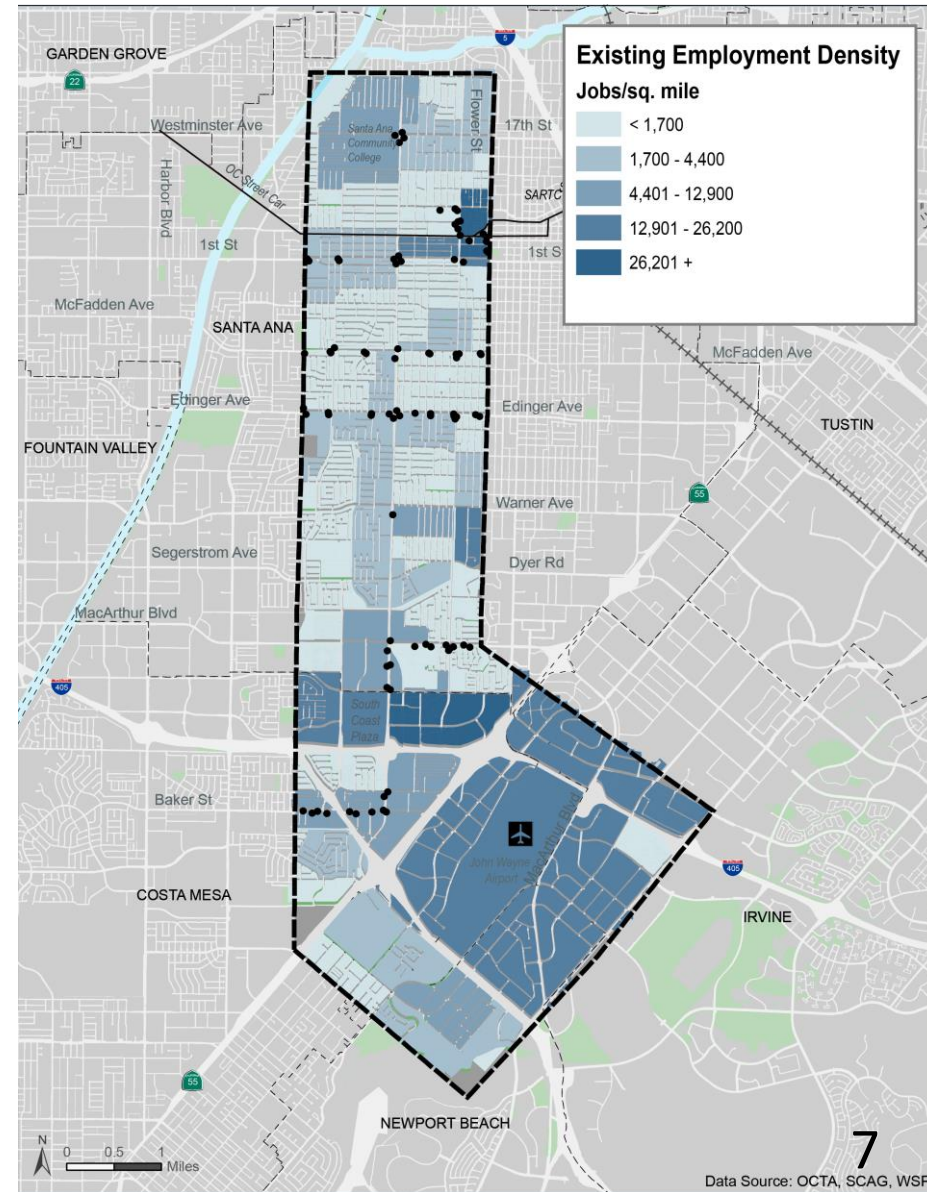 GARDEN GROVE
22
5
Existing Employment Density
Jobs/sq. mile
< 1,700
1,700 - 4,400
4,401 - 12,900
12,901 - 26,200
26,201 +
Westminster Ave
Santa Ana
Community
College
Flower St
17th St
Harbor Blvd
OC Street Car
SARTC
1st St
1st S
McFadden Ave
SANTA ANA
McFadden Ave
Edinger Ave
Edinger Ave
TUSTIN
FOUNTAIN VALLEY
55
Warner Ave
Segerstrom Ave
Dyer Rd
MacArthur Blvd
405
South
Coast
Plaza
Baker St
MacArthur Blvd
John Wayne
Airport
405
COSTA MESA
IRVINE
55
NEWPORT BEACH
N
0 0.5 1
Miles
7
Data Source: OCTA, SCAG, WSP